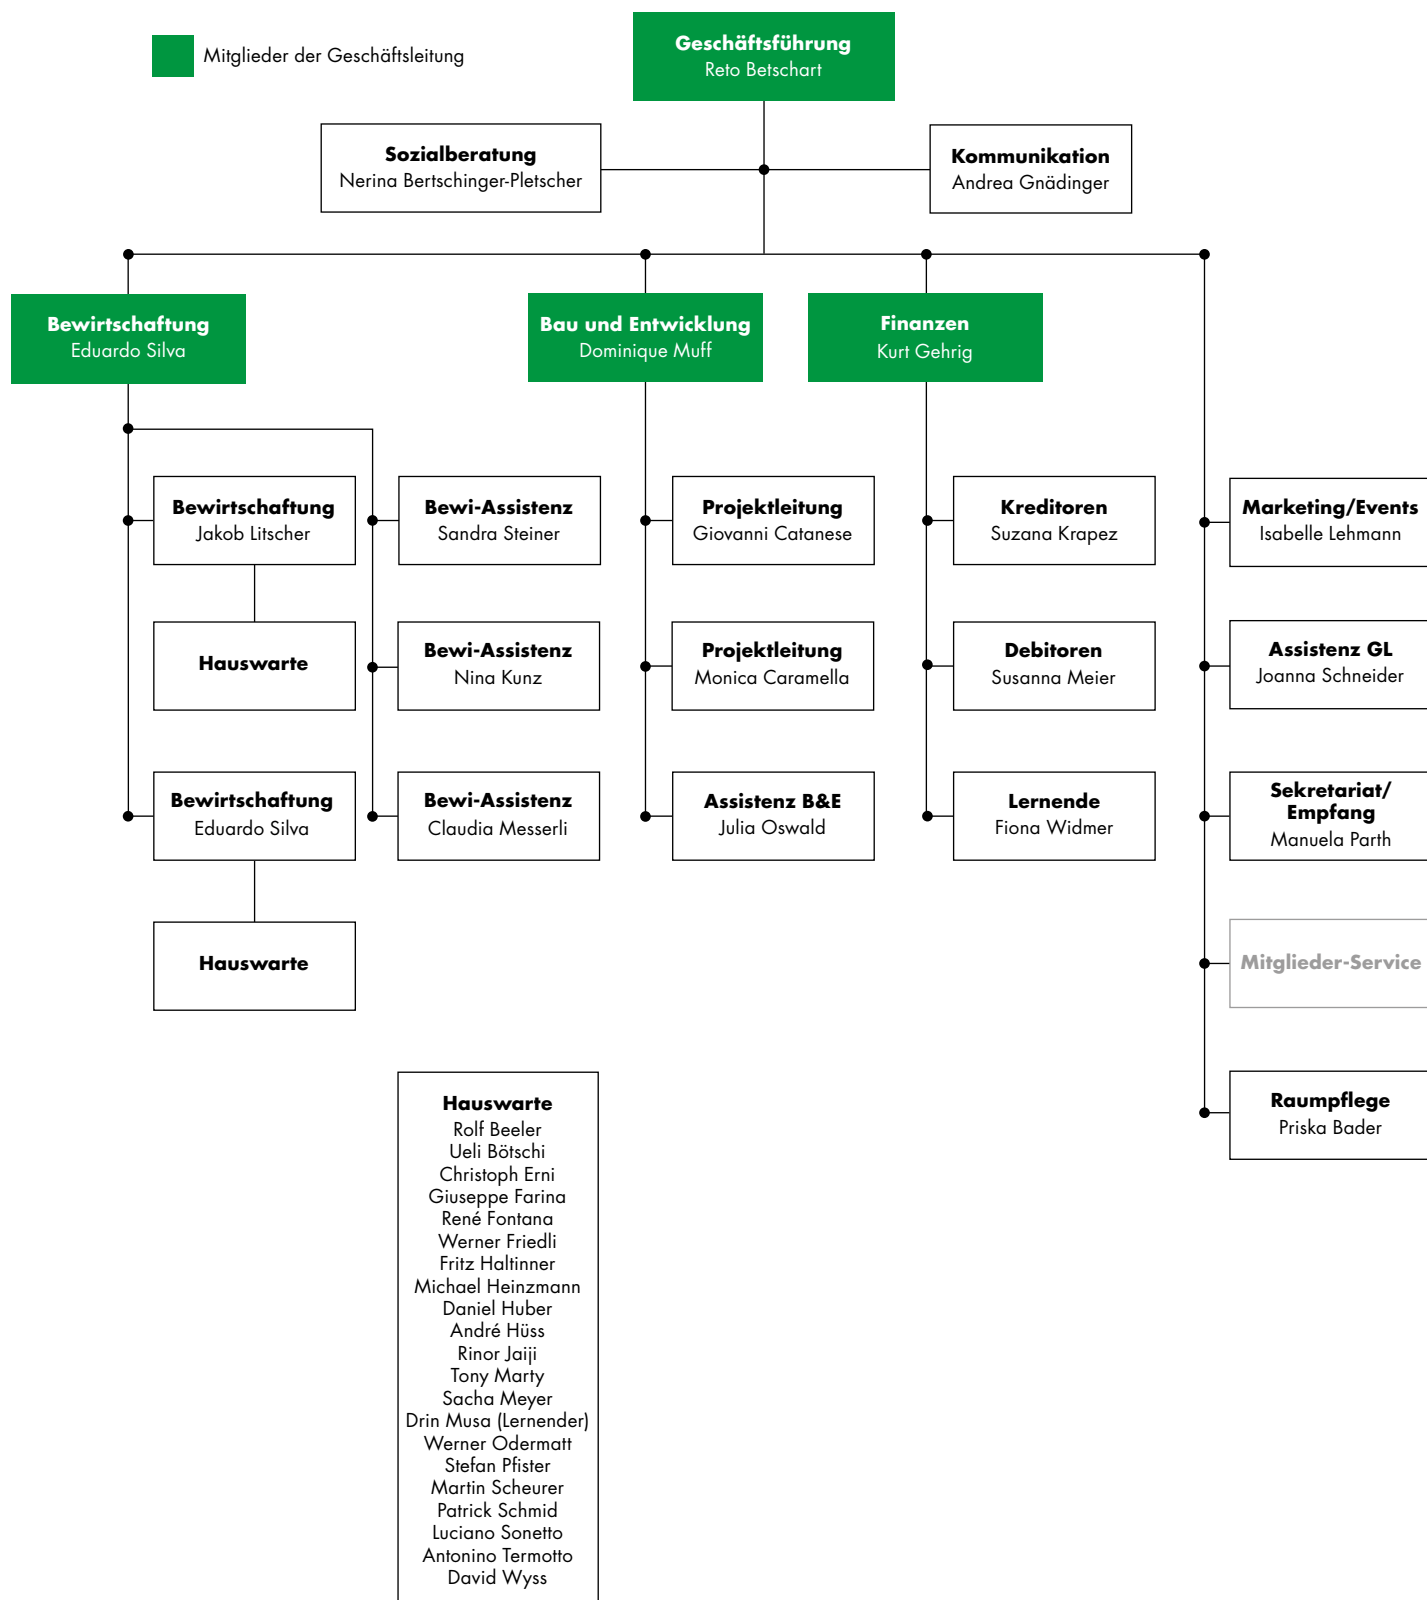 Mitglieder der Geschäftsleitung
Geschäftsführung
Reto Betschart
Sozialberatung
Nerina Bertschinger-Pletscher
Kommunikation
Andrea Gnädinger
Bewirtschaftung
Eduardo Silva
Bau und Entwicklung
Dominique Muff
Finanzen
Kurt Gehrig
Bewirtschaftung
Jakob Litscher
Bewi-Assistenz
Sandra Steiner
Projektleitung
Giovanni Catanese
Kreditoren
Suzana Krapez
Marketing/Events
Isabelle Lehmann
Hauswarte
Bewi-Assistenz
Nina Kunz
Projektleitung
Monica Caramella
Debitoren
Susanna Meier
Assistenz GL
Joanna Schneider
Bewirtschaftung
Eduardo Silva
Bewi-Assistenz
Claudia Messerli
Assistenz B&E
Julia Oswald
Lernende
Fiona Widmer
Sekretariat/
Empfang
Manuela Parth
Hauswarte
Mitglieder-Service
Raumpflege
Priska Bader
Hauswarte
Rolf Beeler
Ueli Bötschi
Christoph Erni
Giuseppe Farina
René Fontana
Werner Friedli
Fritz Haltinner
Michael Heinzmann
Daniel Huber
André Hüss
Rinor Jaiji
Tony Marty
Sacha Meyer
Drin Musa (Lernender)
Werner Odermatt
Stefan Pfister
Martin Scheurer
Patrick Schmid
Luciano Sonetto
Antonino Termotto
David Wyss